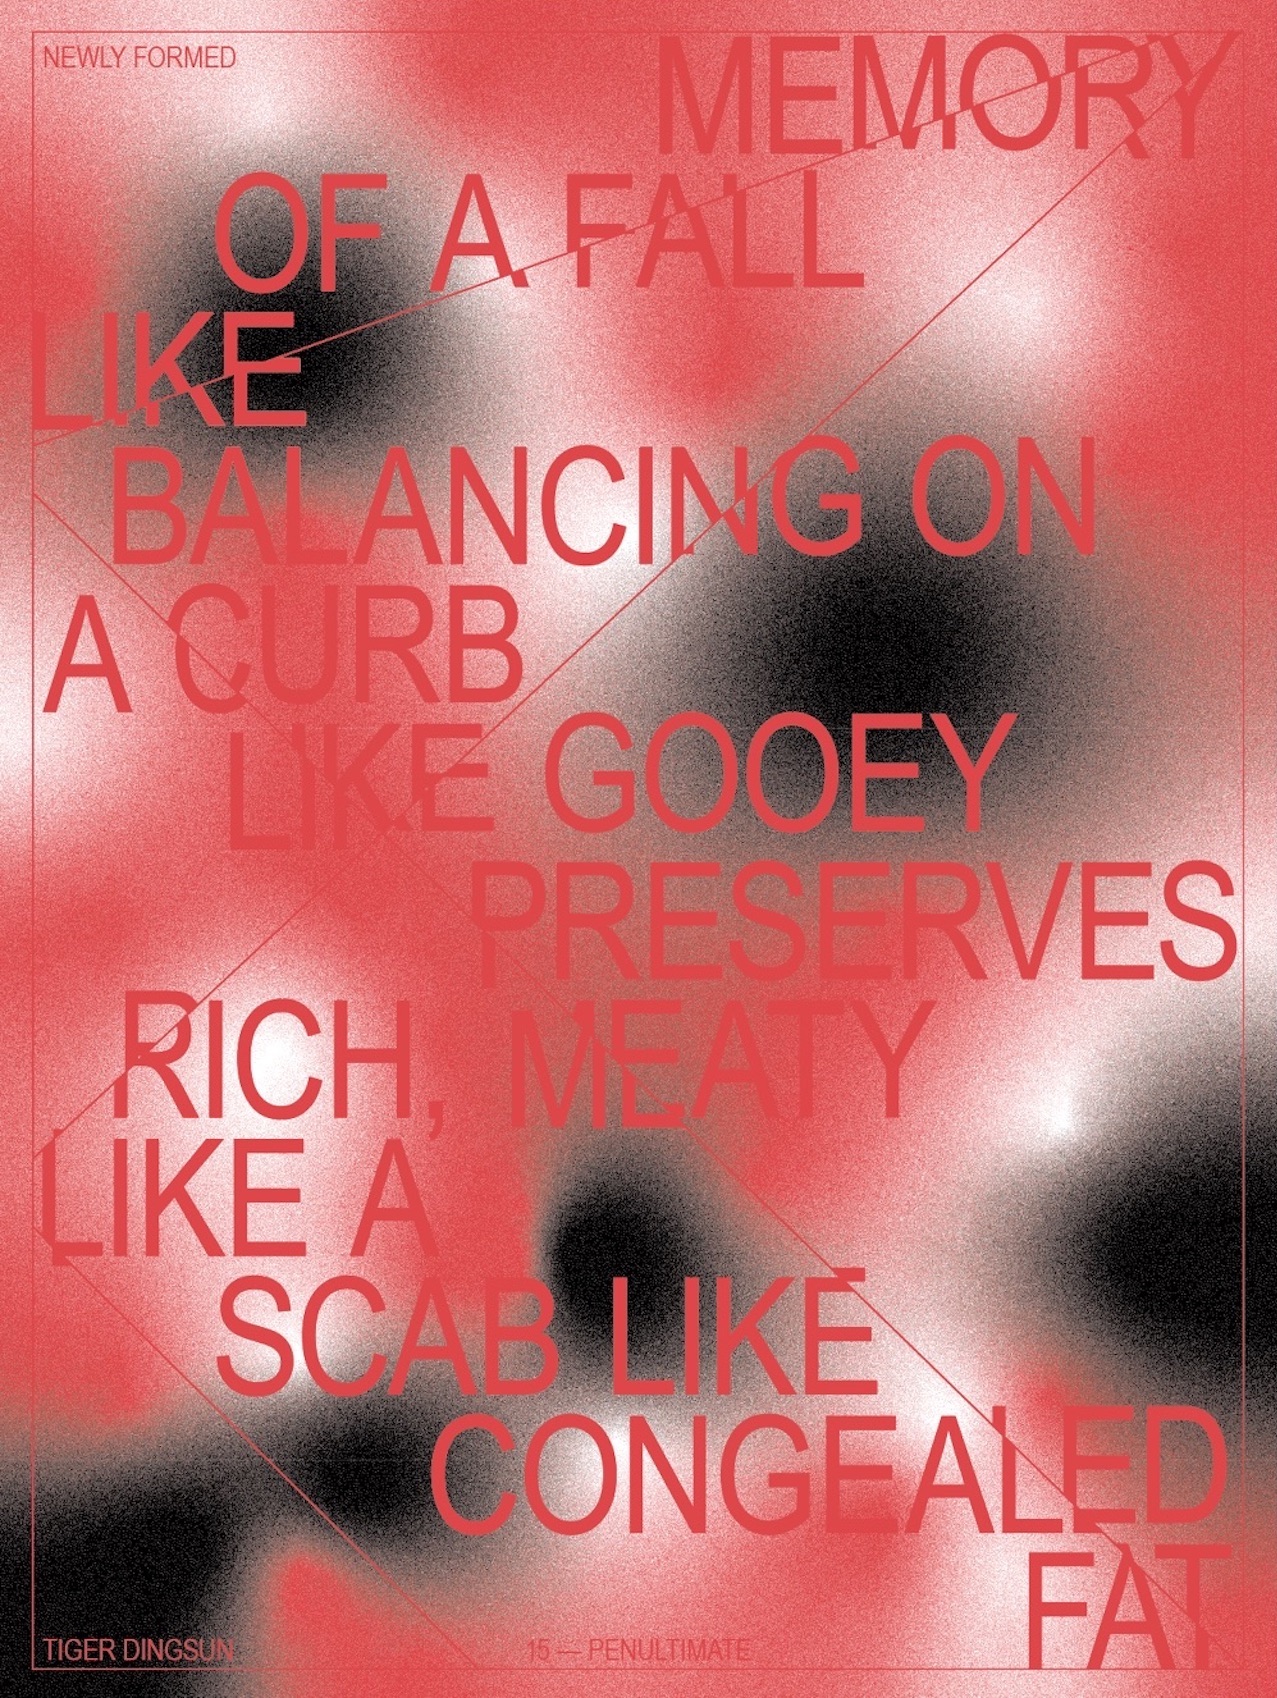 NEWLY FORMED
MEMORY
OF A FALL
LIKE
BALANCING ON
A CURB
LIKE GOOEY
PRESERVES
RICH, MEATY
LIKE A
SCAB LIKE
CONGEALED
FAT
TIGER DINGSUN
15 — PENULTIMATE